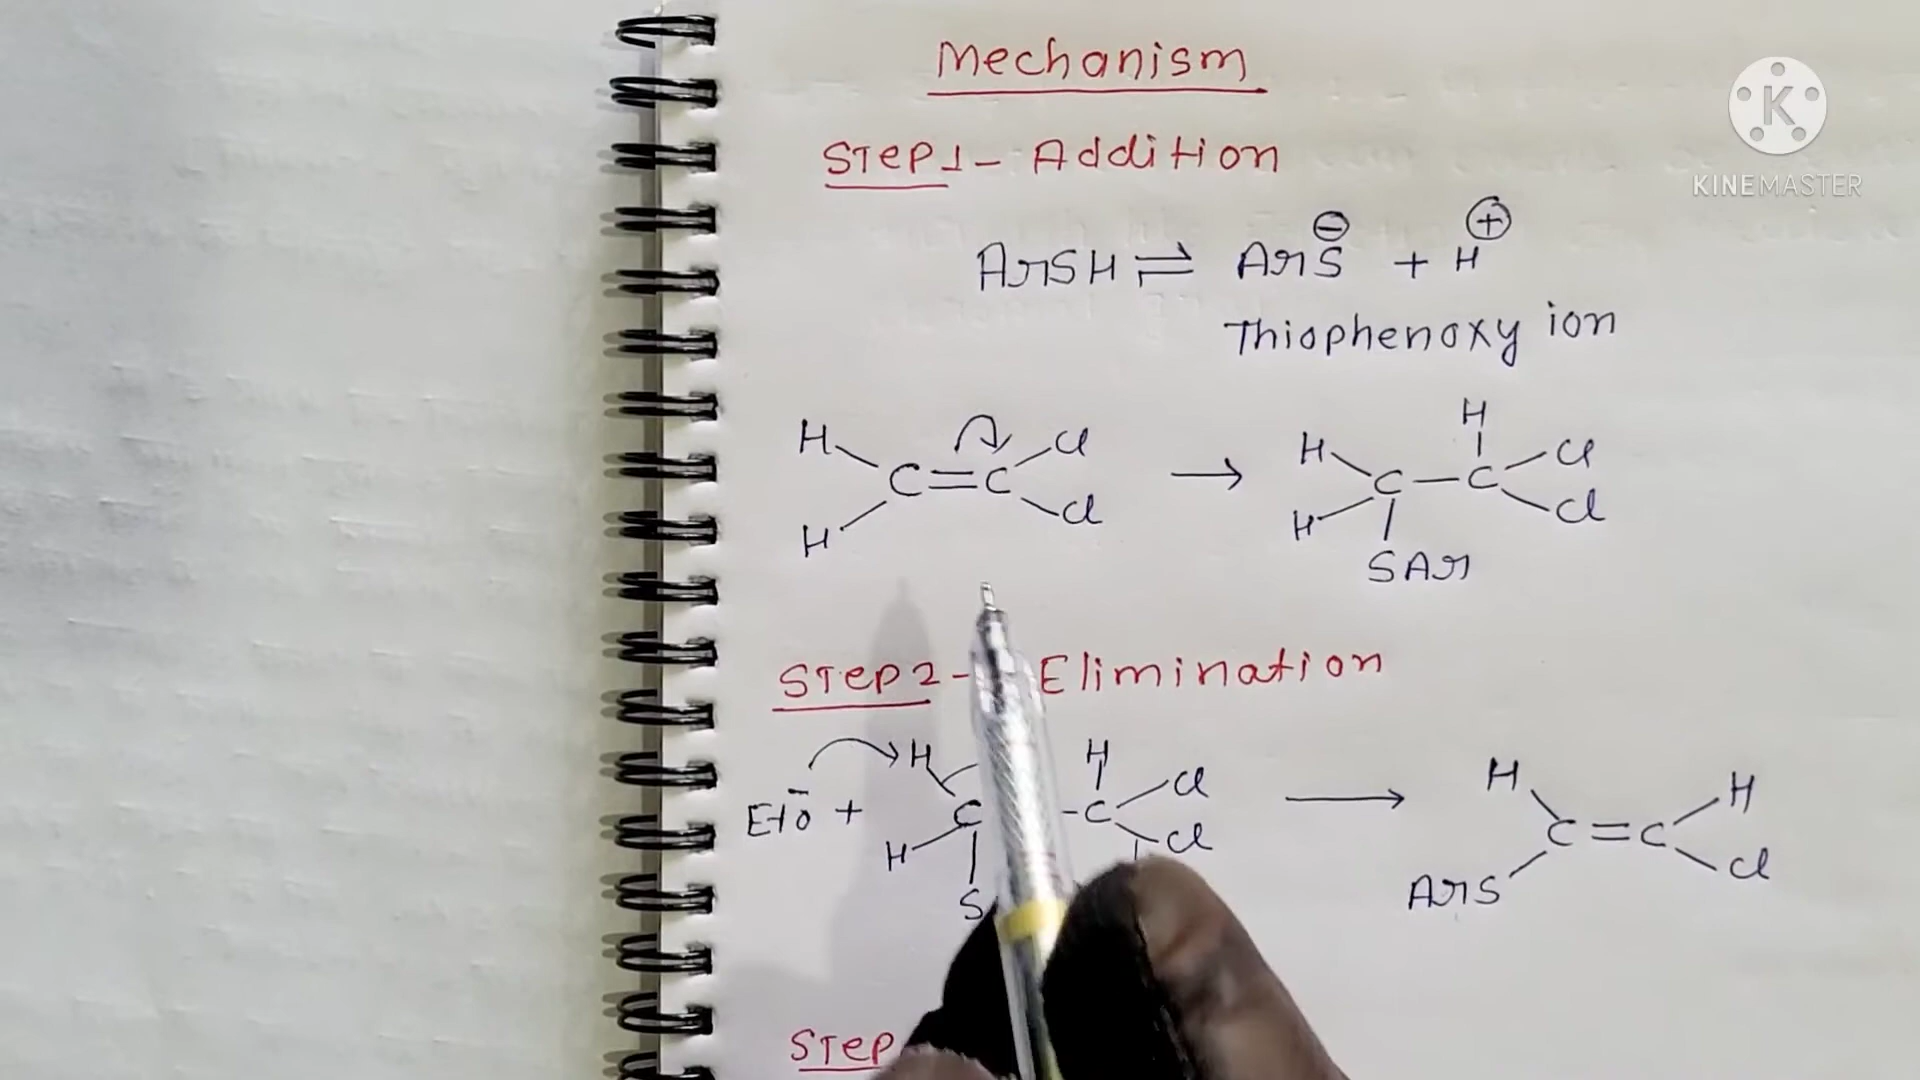 Mechanism
K
KINEMASTER
STEP1- Addition
ArSH ⇌ ArS⊖ + H⊕
Thiophenoxy ion
H Cl H H Cl
C=C → C-C
H Cl H Cl
SAr
STEP2- Elimination
H H Cl H H
EtO⁻ + C -C → C=C
H Cl ArS Cl
S
STEP